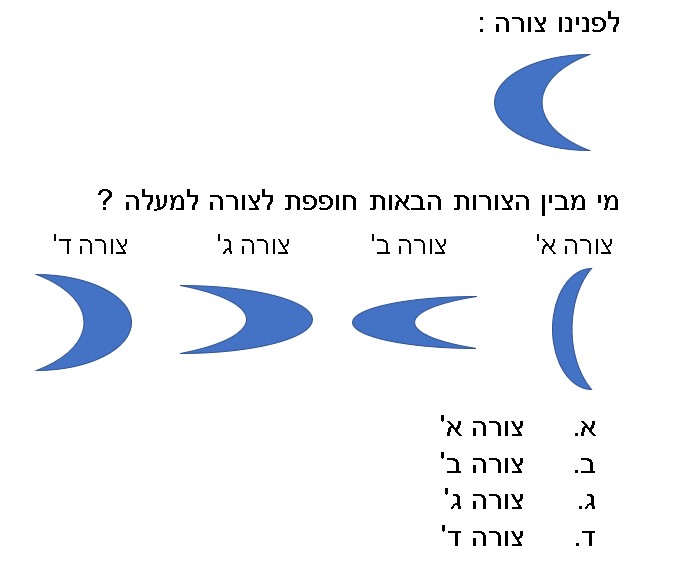 לפנינו צורה :
מי מבין הצורות הבאות חופפת לצורה למעלה ?
צורה א' צורה ב' צורה ג' צורה ד'
א. צורה א'
ב. צורה ב'
ג. צורה ג'
ד. צורה ד'